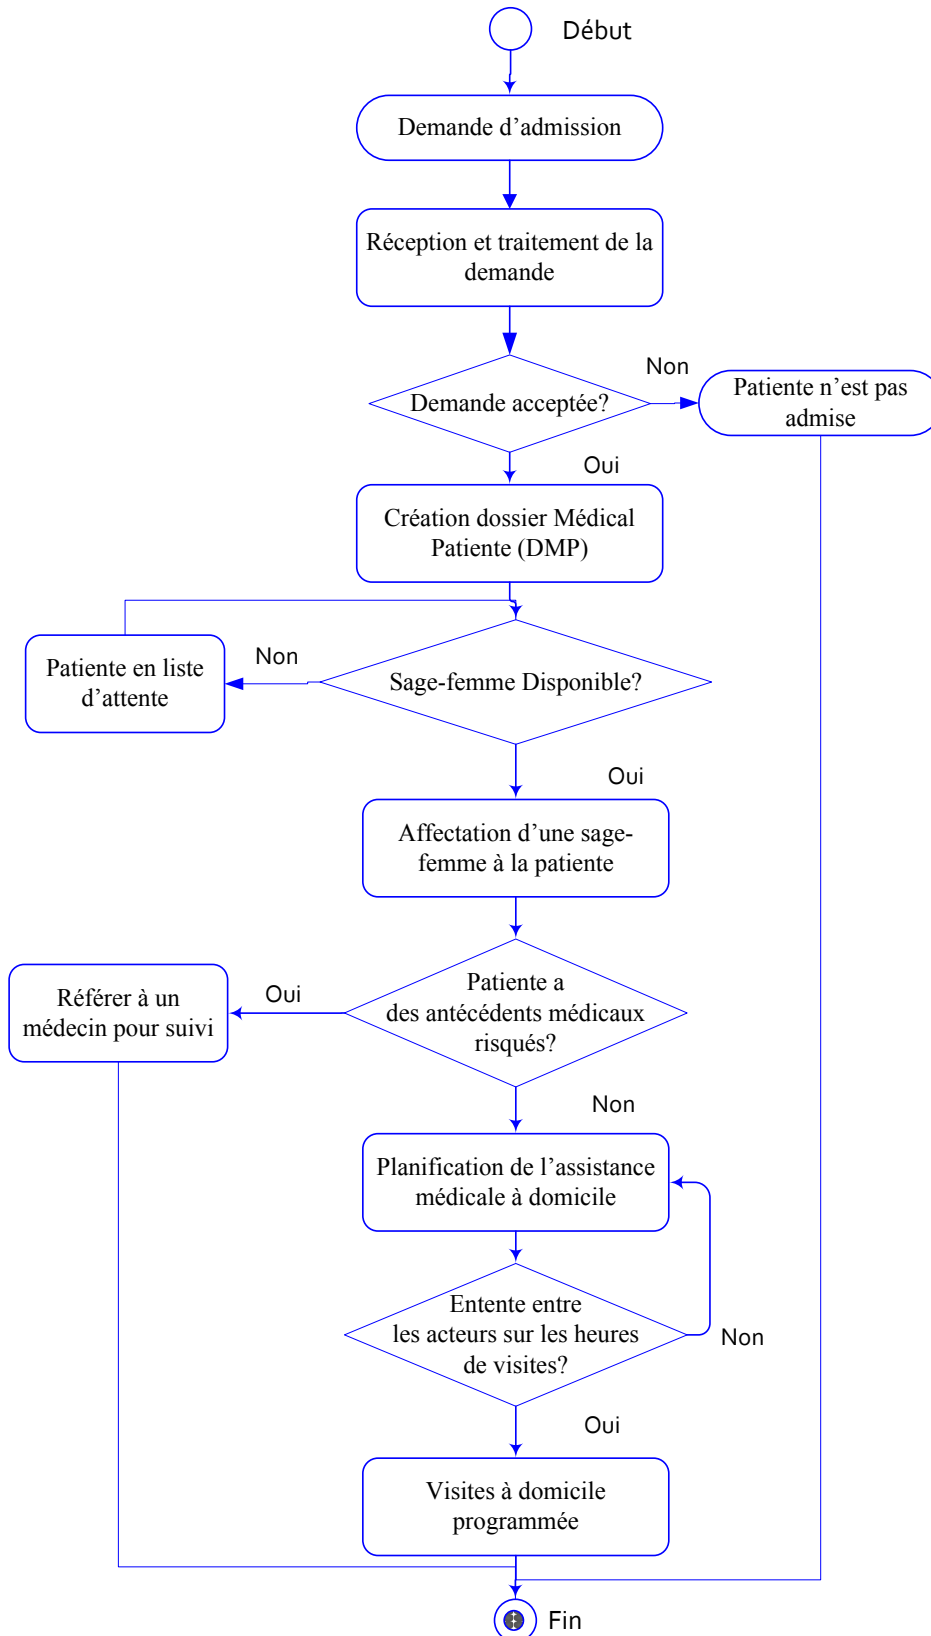 Début
Demande d’admission
Réception et traitement de la
demande
Demande acceptée?
Non
Patiente n’est pas
admise
Oui
Création dossier Médical
Patiente (DMP)
Patiente en liste
d’attente
Non
Sage-femme Disponible?
Oui
Affectation d’une sage-
femme à la patiente
Référer à un
médecin pour suivi
Oui
Patiente a
des antécédents médicaux
risqués?
Non
Planification de l’assistance
médicale à domicile
Entente entre
les acteurs sur les heures
de visites?
Non
Oui
Visites à domicile
programmée
Fin